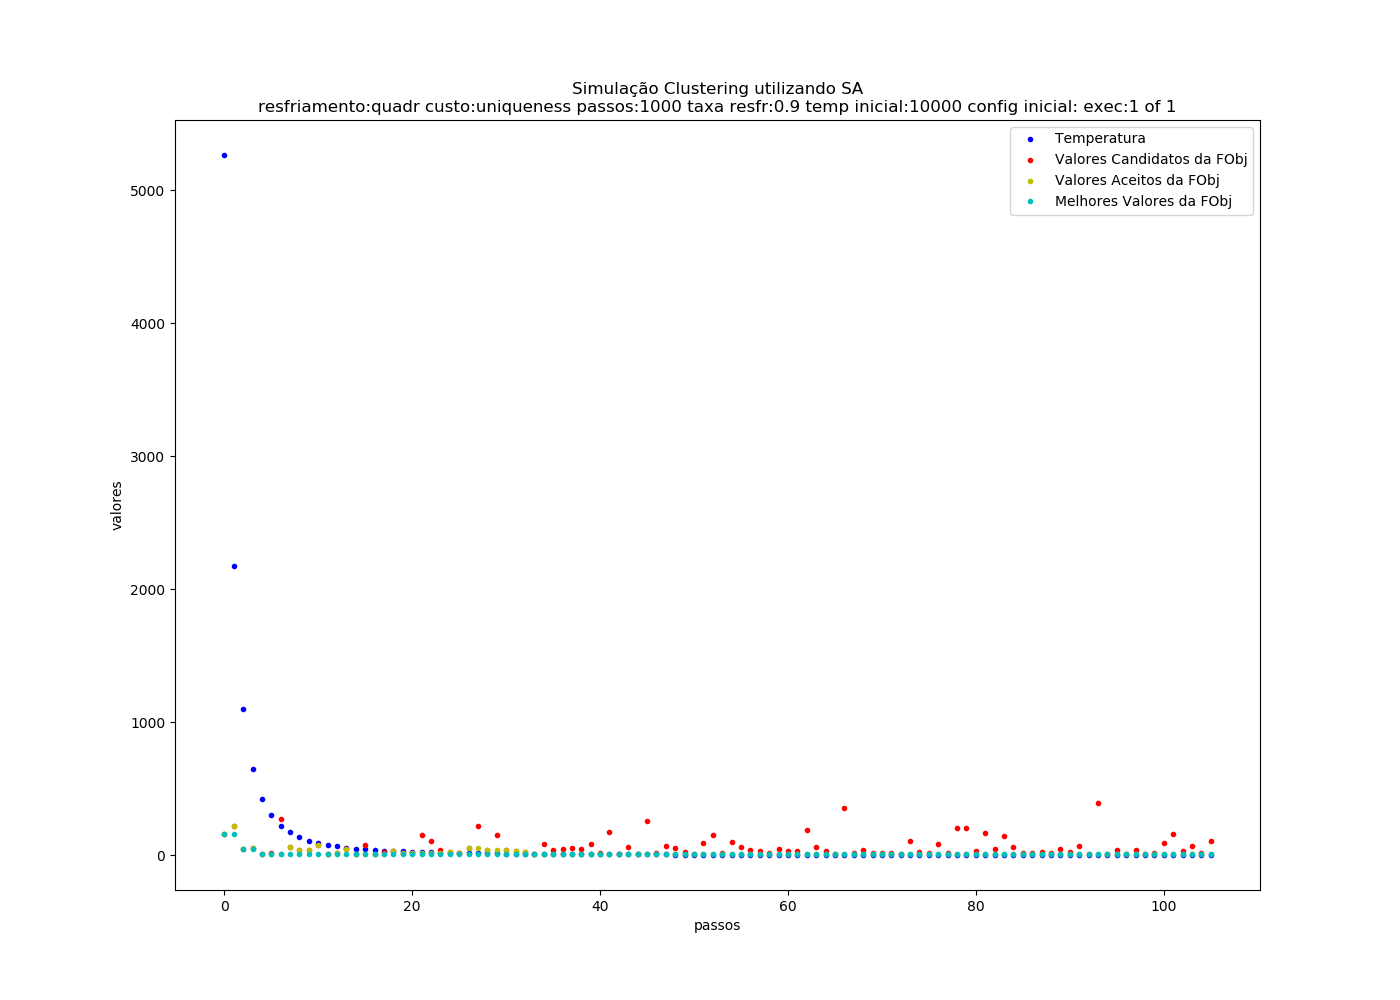 Simulação Clustering utilizando SA
resfriamento:quadr custo:uniqueness passos:1000 taxa resfr:0.9 temp inicial:10000 config inicial: exec:1 of 1
Temperatura
Valores Candidatos da FObj
Valores Aceitos da FObj
Melhores Valores da FObj
5000
4000
3000
2000
1000
0
valores
0 20 40 60 80 100
passos